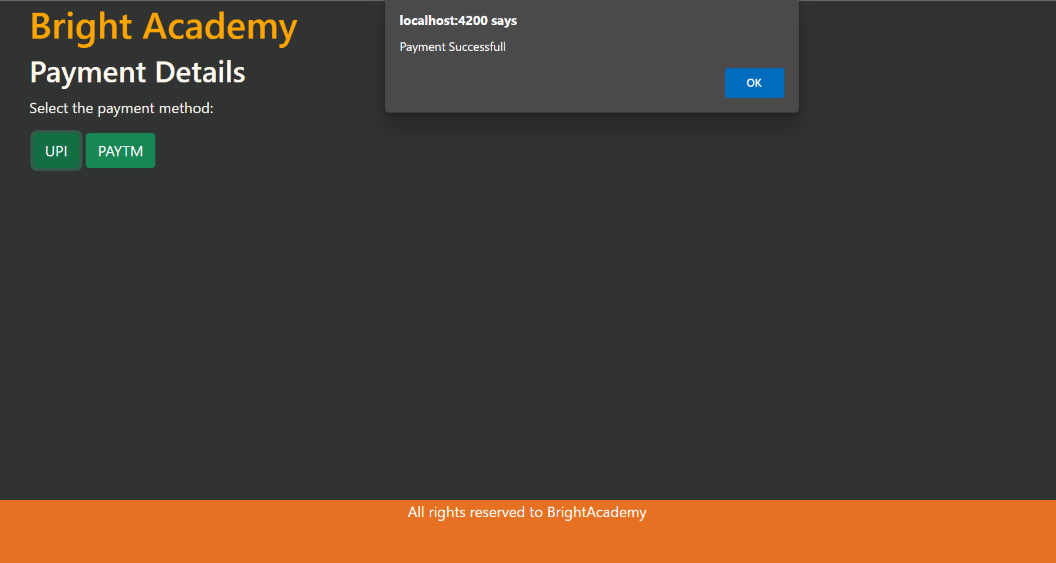 Bright Academy
Payment Details
Select the payment method:
UPI PAYTM
localhost:4200 says
Payment Successfull
OK
All rights reserved to BrightAcademy